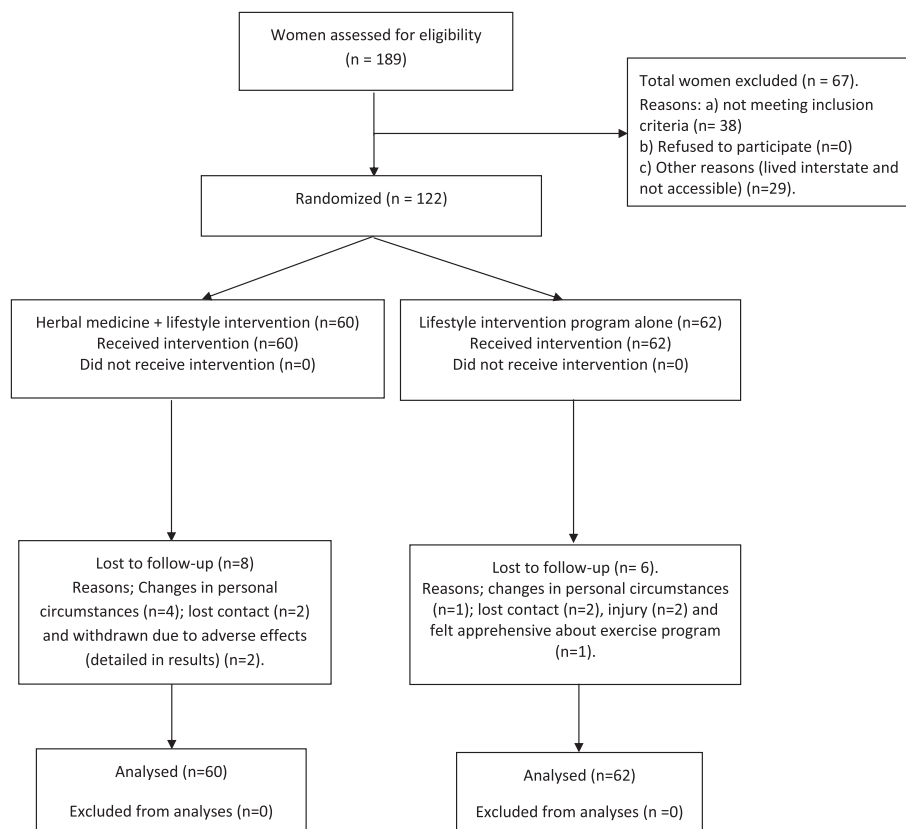 Women assessed for eligibility
(n = 189)
Total women excluded (n = 67).
Reasons: a) not meeting inclusion
criteria (n= 38)
b) Refused to participate (n=0)
c) Other reasons (lived interstate and
not accessible) (n=29).
Randomized (n = 122)
Herbal medicine + lifestyle intervention (n=60)
Received intervention (n=60)
Did not receive intervention (n=0)
Lifestyle intervention program alone (n=62)
Received intervention (n=62)
Did not receive intervention (n=0)
Lost to follow-up (n=8)
Reasons; Changes in personal
circumstances (n=4); lost contact (n=2)
and withdrawn due to adverse effects
(detailed in results) (n=2).
Lost to follow-up (n= 6).
Reasons; changes in personal circumstances
(n=1); lost contact (n=2), injury (n=2) and
felt apprehensive about exercise program
(n=1).
Analysed (n=60)
Excluded from analyses (n=0)
Analysed (n=62)
Excluded from analyses (n =0)